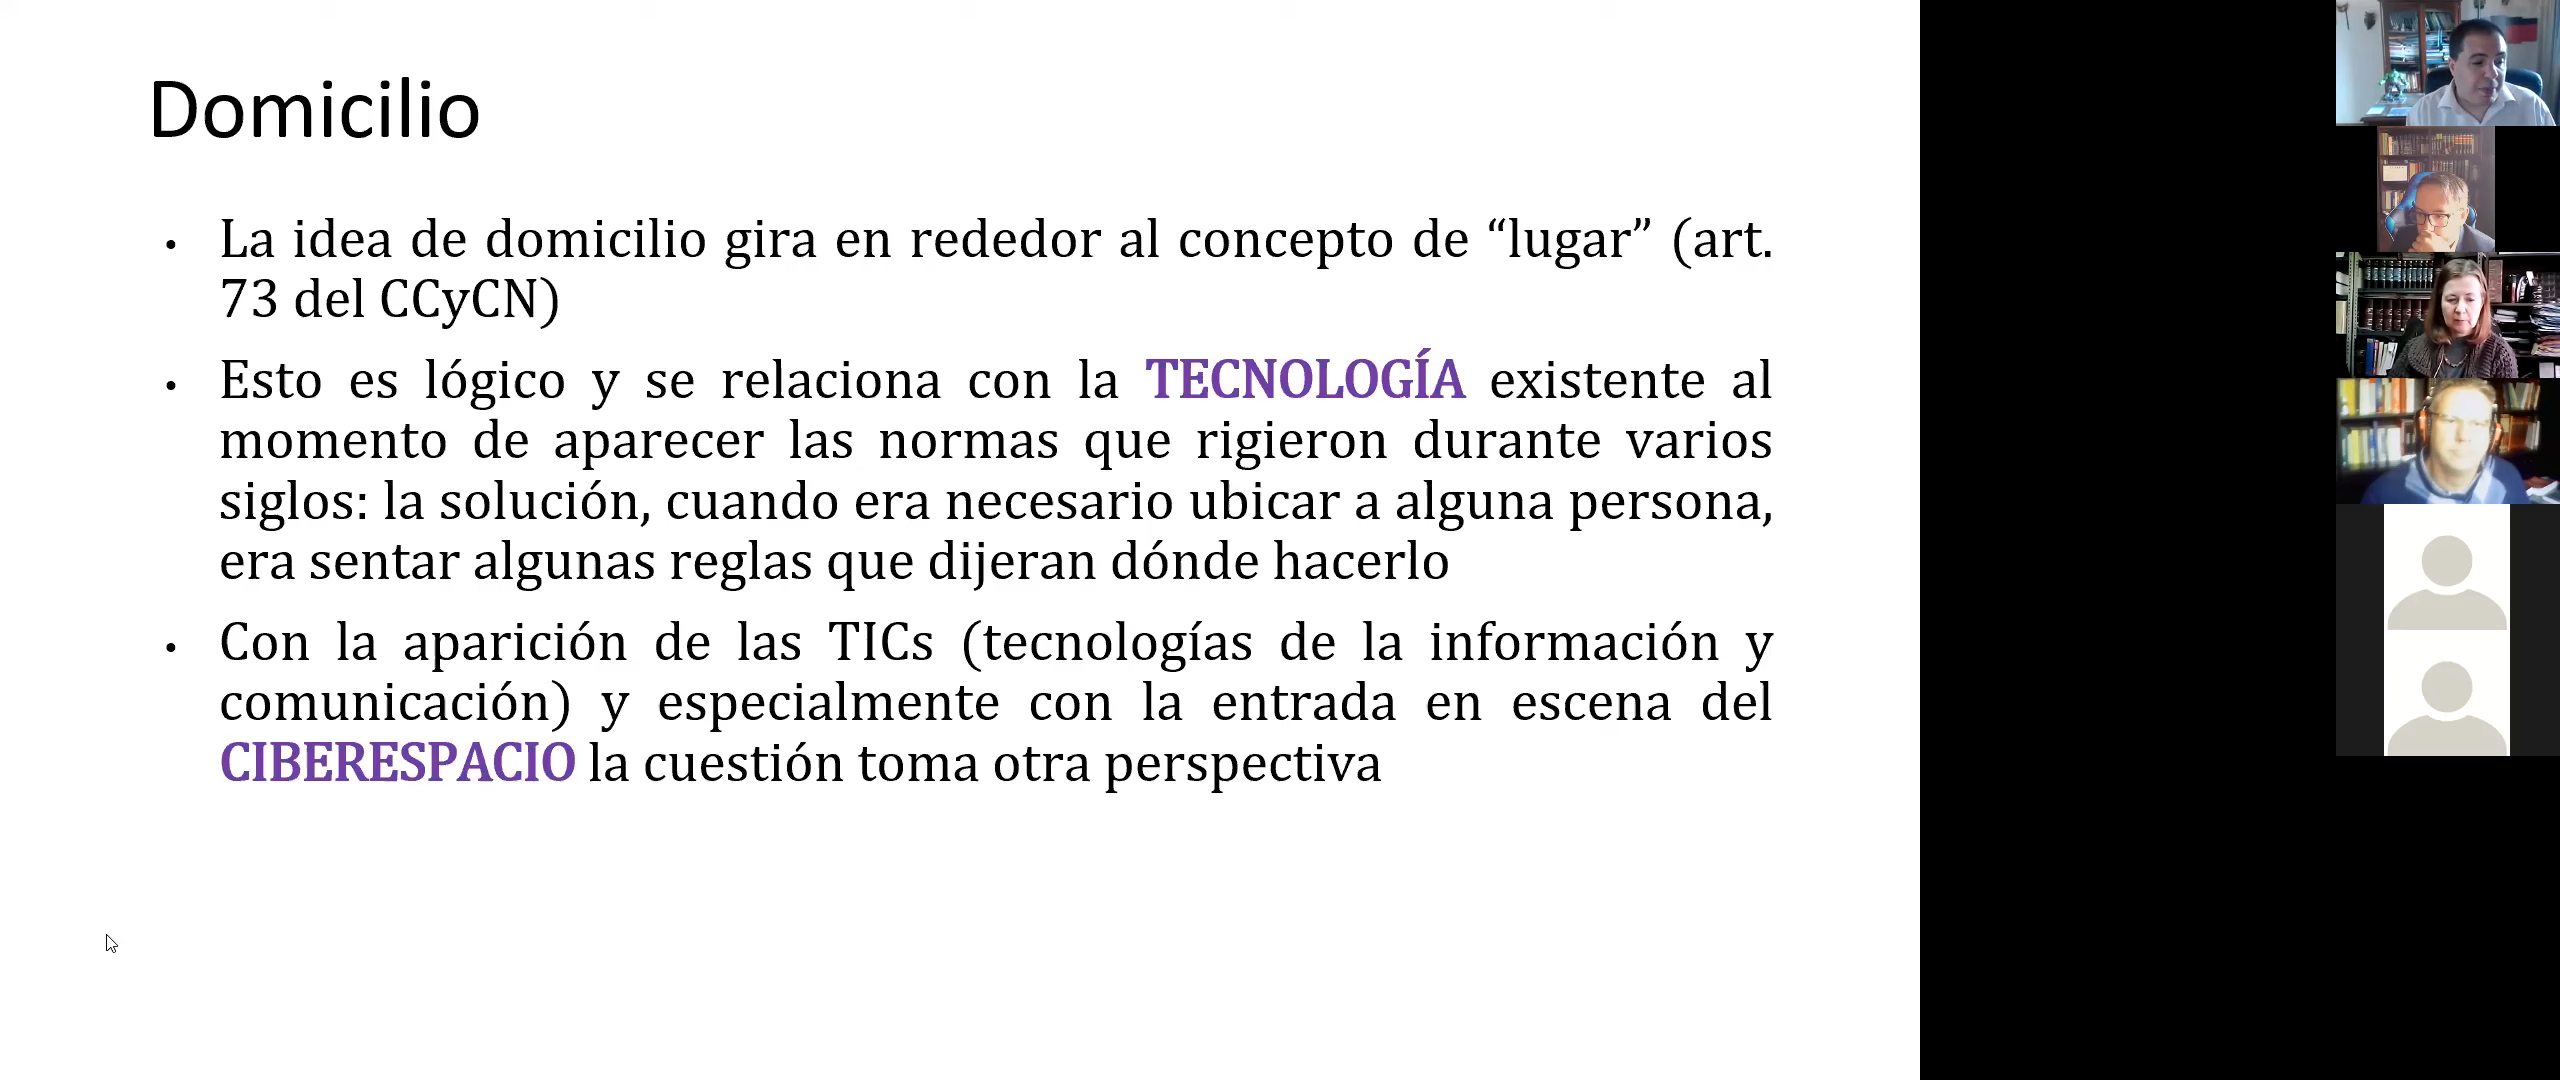 Domicilio
• La idea de domicilio gira en rededor al concepto de “lugar” (art.
73 del CCyCN)
• Esto es lógico y se relaciona con la TECNOLOGÍA existente al
momento de aparecer las normas que rigieron durante varios
siglos: la solución, cuando era necesario ubicar a alguna persona,
era sentar algunas reglas que dijeran dónde hacerlo
• Con la aparición de las TICs (tecnologías de la información y
comunicación) y especialmente con la entrada en escena del
CIBERESPACIO la cuestión toma otra perspectiva